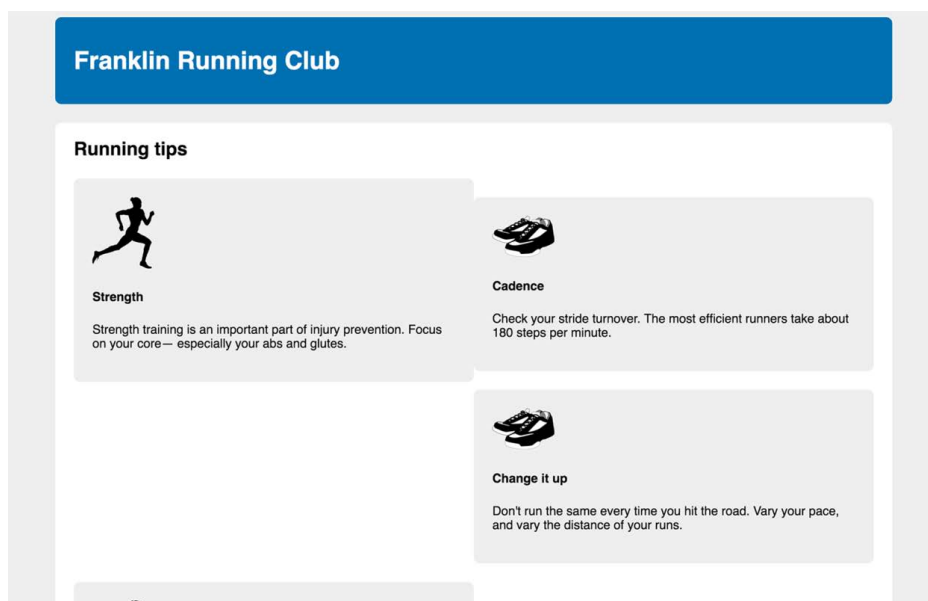 Franklin Running Club
Running tips
Strength
Strength training is an important part of injury prevention. Focus
on your core— especially your abs and glutes.
Cadence
Check your stride turnover. The most efficient runners take about
180 steps per minute.
Change it up
Don't run the same every time you hit the road. Vary your pace,
and vary the distance of your runs.